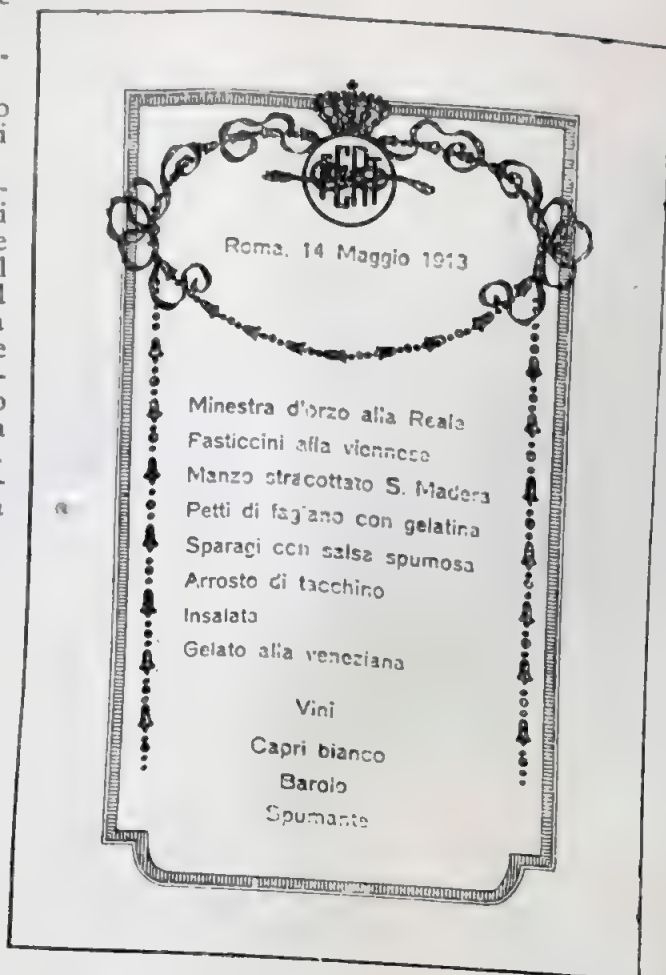 FERT
Roma, 14 Maggio 1913
Minestra d'orzo alla Reale
Pasticcini alla viennese
Manzo stracottato S. Madera
Petti di fagiano con gelatina
Sparagi con salsa spumosa
Arrosto di tacchino
Insalata
Gelato alla veneziana
Vini
Capri bianco
Barolo
Spumante